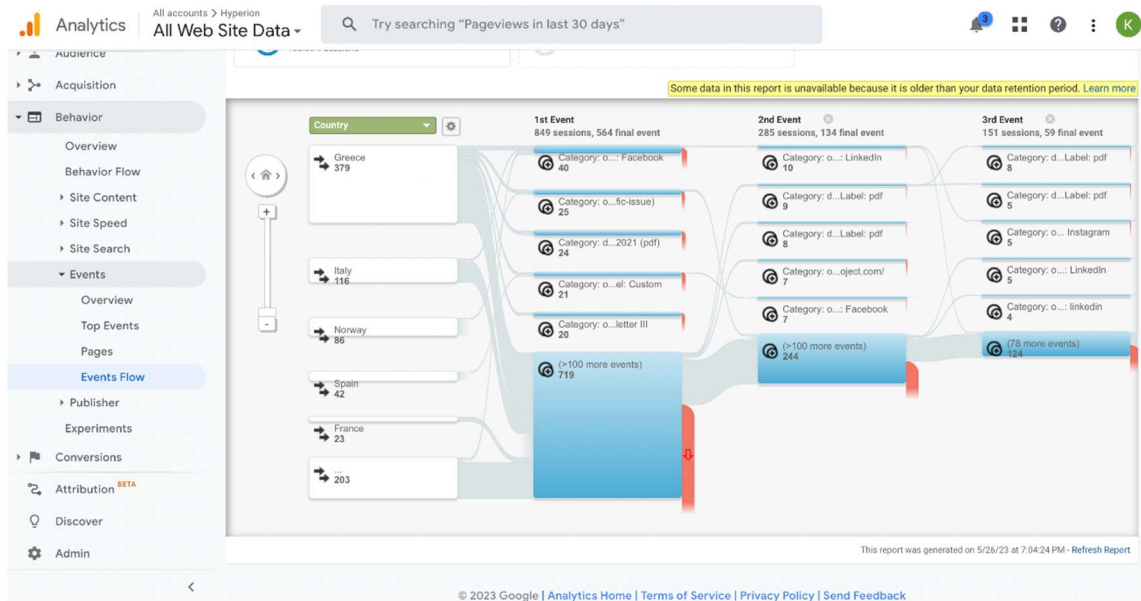 Analytics
All accounts > Hyperion
All Web Site Data
Try searching “Pageviews in last 30 days”
3
K
Audience
Acquisition
Behavior
Overview
Behavior Flow
Site Content
Site Speed
Site Search
Events
Overview
Top Events
Pages
Events Flow
Publisher
Experiments
Conversions
Attribution BETA
Discover
Admin
Some data in this report is unavailable because it is older than your data retention period. Learn more
Country
Greece
379
Italy
116
Norway
86
Spain
42
France
23
...
203
1st Event
849 sessions, 564 final event
Category: o...: Facebook
40
Category: o...fic-issue)
25
Category: d...2021 (pdf)
24
Category: o...el: Custom
21
Category: o...letter III
20
(>100 more events)
719
2nd Event
285 sessions, 134 final event
Category: o...: LinkedIn
10
Category: d...Label: pdf
9
Category: d...Label: pdf
8
Category: o...oject.com/
7
Category: o...: Facebook
7
(>100 more events)
244
3rd Event
151 sessions, 59 final event
Category: d...Label: pdf
8
Category: d...Label: pdf
5
Category: o... Instagram
5
Category: o...: LinkedIn
5
Category: o...: linkedin
4
(78 more events)
124
This report was generated on 5/26/23 at 7:04:24 PM - Refresh Report
© 2023 Google | Analytics Home | Terms of Service | Privacy Policy | Send Feedback